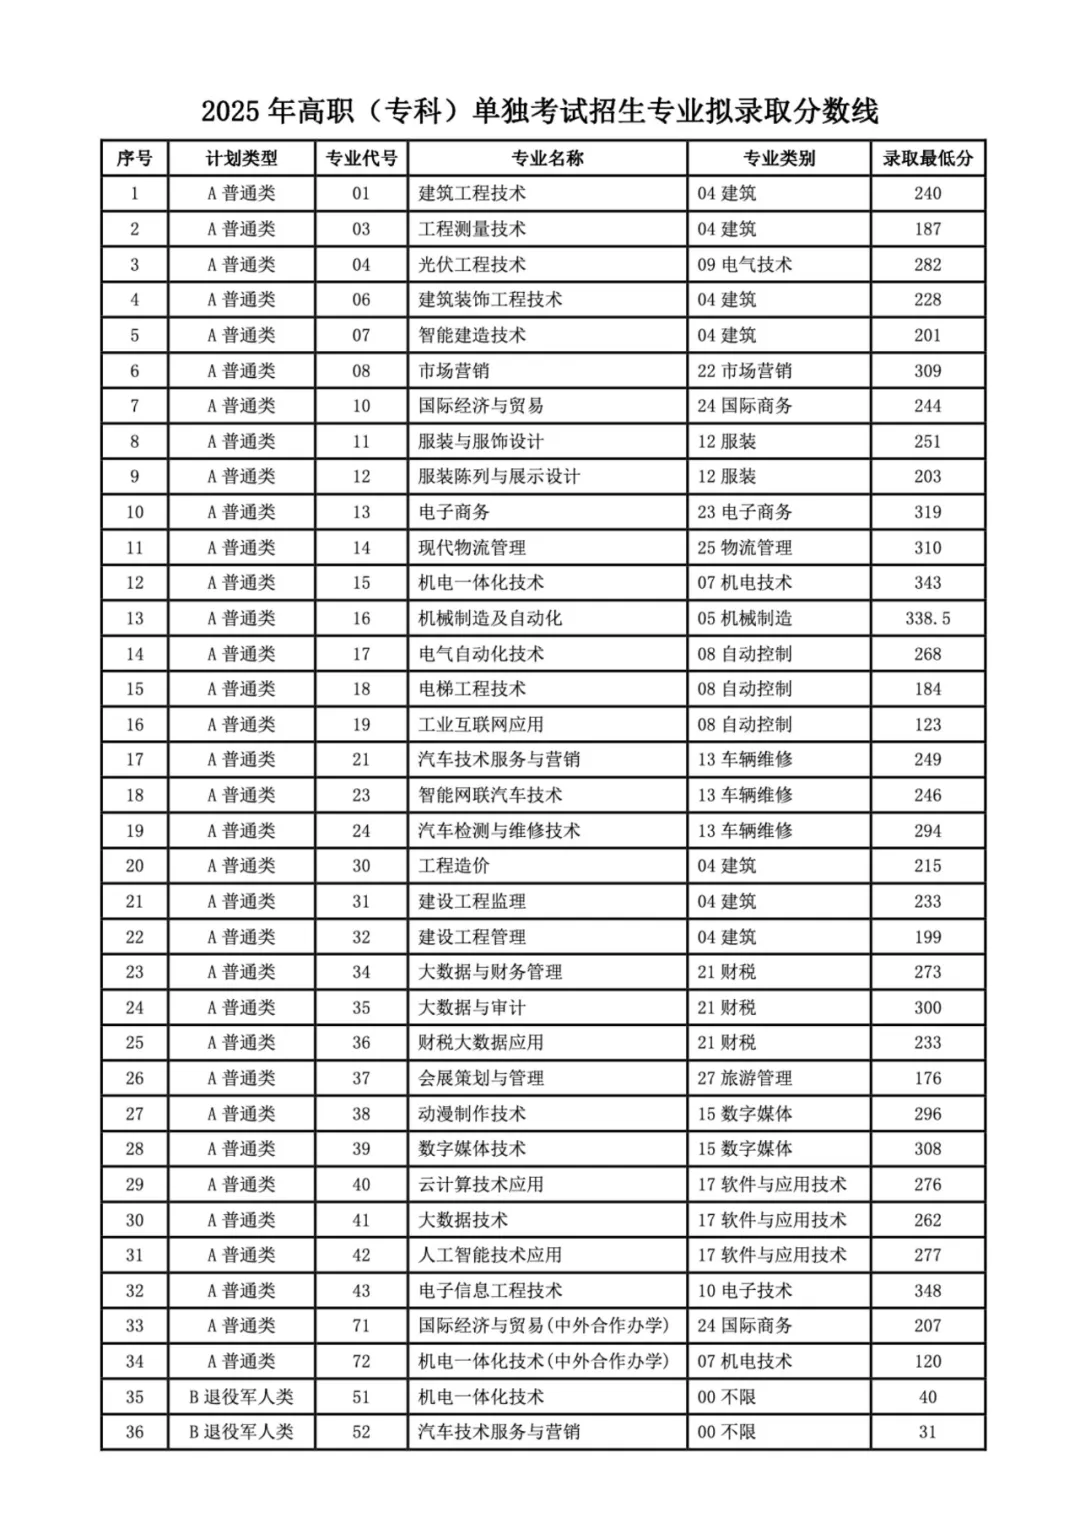 2025年高职（专科）单独考试招生专业拟录取分数线
序号 计划类型 专业代号 专业名称 专业类别 录取最低分
1 A 普通类 01 建筑工程技术 04 建筑 240
2 A 普通类 03 工程测量技术 04 建筑 187
3 A 普通类 04 光伏工程技术 09 电气技术 282
4 A 普通类 06 建筑装饰工程技术 04 建筑 228
5 A 普通类 07 智能建造技术 04 建筑 201
6 A 普通类 08 市场营销 22 市场营销 309
7 A 普通类 10 国际经济与贸易 24 国际商务 244
8 A 普通类 11 服装与服饰设计 12 服装 251
9 A 普通类 12 服装陈列与展示设计 12 服装 203
10 A 普通类 13 电子商务 23 电子商务 319
11 A 普通类 14 现代物流管理 25 物流管理 310
12 A 普通类 15 机电一体化技术 07 机电技术 343
13 A 普通类 16 机械制造及自动化 05 机械制造 338.5
14 A 普通类 17 电气自动化技术 08 自动控制 268
15 A 普通类 18 电梯工程技术 08 自动控制 184
16 A 普通类 19 工业互联网应用 08 自动控制 123
17 A 普通类 21 汽车技术服务与营销 13 车辆维修 249
18 A 普通类 23 智能网联汽车技术 13 车辆维修 246
19 A 普通类 24 汽车检测与维修技术 13 车辆维修 294
20 A 普通类 30 工程造价 04 建筑 215
21 A 普通类 31 建设工程监理 04 建筑 233
22 A 普通类 32 建设工程管理 04 建筑 199
23 A 普通类 34 大数据与财务管理 21 财税 273
24 A 普通类 35 大数据与审计 21 财税 300
25 A 普通类 36 财税大数据应用 21 财税 233
26 A 普通类 37 会展策划与管理 27 旅游管理 176
27 A 普通类 38 动漫制作技术 15 数字媒体 296
28 A 普通类 39 数字媒体技术 15 数字媒体 308
29 A 普通类 40 云计算技术应用 17 软件与应用技术 276
30 A 普通类 41 大数据技术 17 软件与应用技术 262
31 A 普通类 42 人工智能技术应用 17 软件与应用技术 277
32 A 普通类 43 电子信息工程技术 10 电子技术 348
33 A 普通类 71 国际经济与贸易(中外合作办学) 24 国际商务 207
34 A 普通类 72 机电一体化技术(中外合作办学) 07 机电技术 120
35 B 退役军人类 51 机电一体化技术 00 不限 40
36 B 退役军人类 52 汽车技术服务与营销 00 不限 31